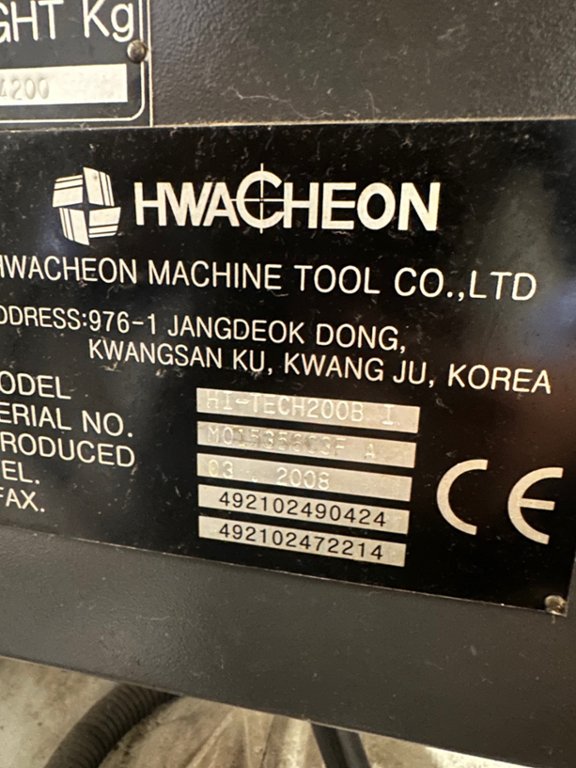 GHT Kg
4200
HWACHEON
HWACHEON MACHINE TOOL CO.,LTD
DDRESS:976-1 JANGDEOK DONG,
KWANGSAN KU, KWANG JU, KOREA
ODEL HI-TECH200B I
ERIAL NO.
RODUCED 03 . 2008
EL. 492102490424
FAX. 492102472214
CE